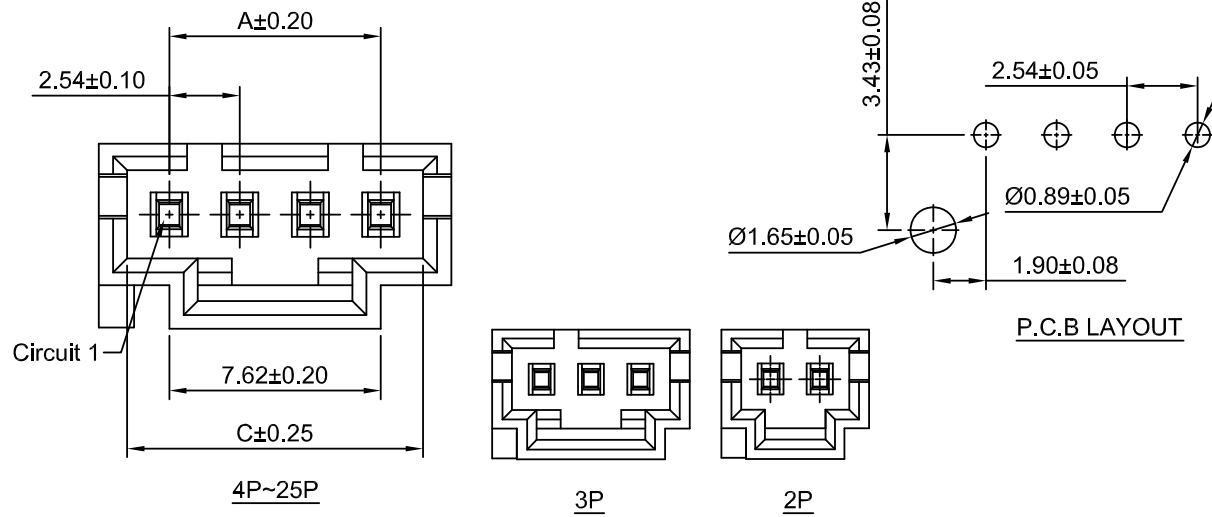 A±0.20
2.54±0.10
Circuit 1
7.62±0.20
C±0.25
4P~25P
3P
2P
3.43±0.08
2.54±0.05
Ø0.89±0.05
Ø1.65±0.05
1.90±0.08
P.C.B LAYOUT